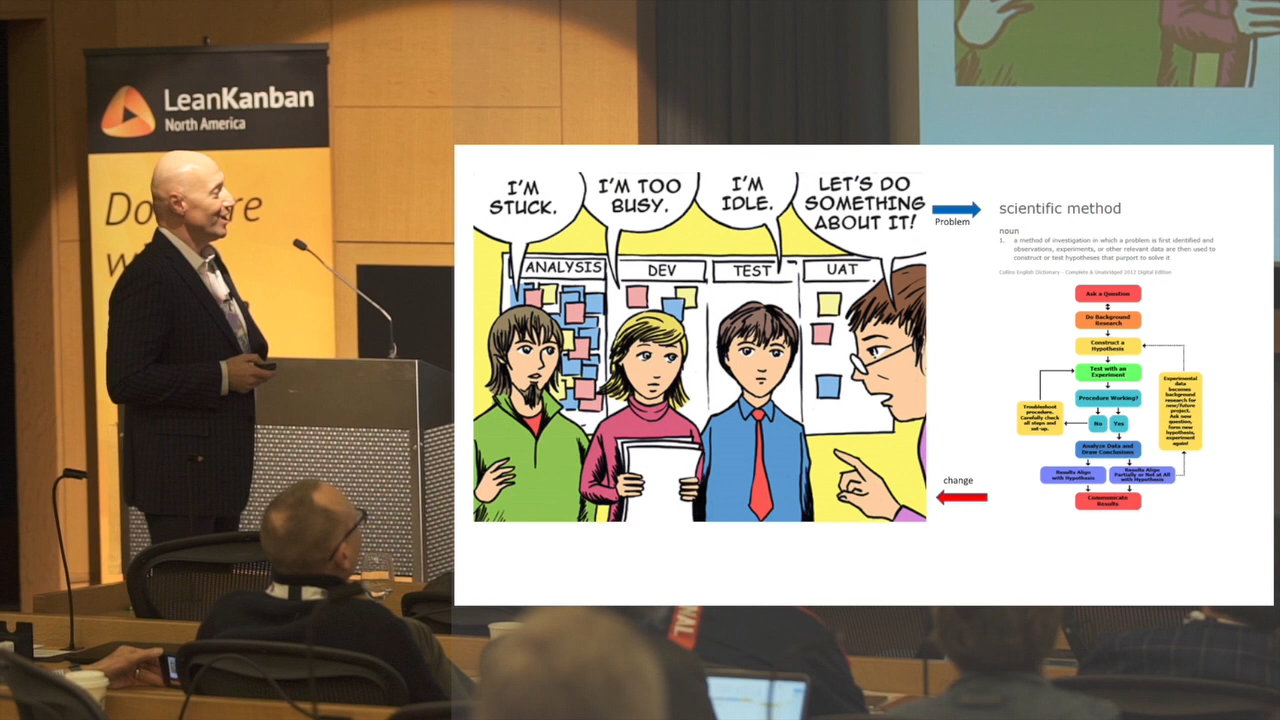 LeanKanban
North America
Do
re
w
I'M
STUCK.
I'M TOO
BUSY.
I'M
IDLE.
LET'S DO
SOMETHING
ABOUT IT!
ANALYSIS
DEV
TEST
UAT
Problem
change
scientific method
noun
1. a method of investigation in which a problem is first identified and
observations, experiments, or other relevant data are then used to
construct or test hypotheses that purport to solve it
Collins English Dictionary - Complete & Unabridged 2012 Digital Edition
Ask a Question
Do Background
Research
Construct a
Hypothesis
Test with an
Experiment
Procedure Working?
No
Yes
Troubleshoot
procedure.
Carefully check
all steps and
set-up.
Experimental
data
becomes
background
research for
new/future
project.
Ask new
question,
form new
hypothesis,
experiment
again!
Analyze Data and
Draw Conclusions
Results Align
with Hypothesis
Results Align
Partially or Not at All
with Hypothesis
Communicate
Results
NAL